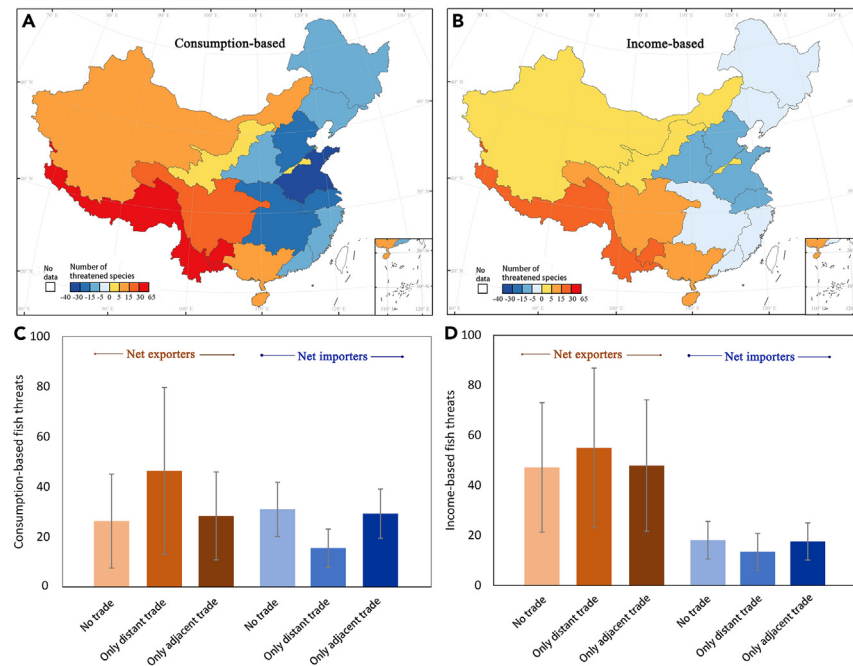 A
Consumption-based
No data
Number of threatened species
-40 -30 -15 -5 0 5 15 30 65
B
Income-based
No data
Number of threatened species
-40 -30 -15 -5 0 5 15 30 65
C
Net exporters
Net importers
Consumption-based fish threats
100
80
60
40
20
0
No trade
Only distant trade
Only adjacent trade
No trade
Only distant trade
Only adjacent trade
D
Net exporters
Net importers
Income-based fish threats
100
80
60
40
20
0
No trade
Only distant trade
Only adjacent trade
No trade
Only distant trade
Only adjacent trade